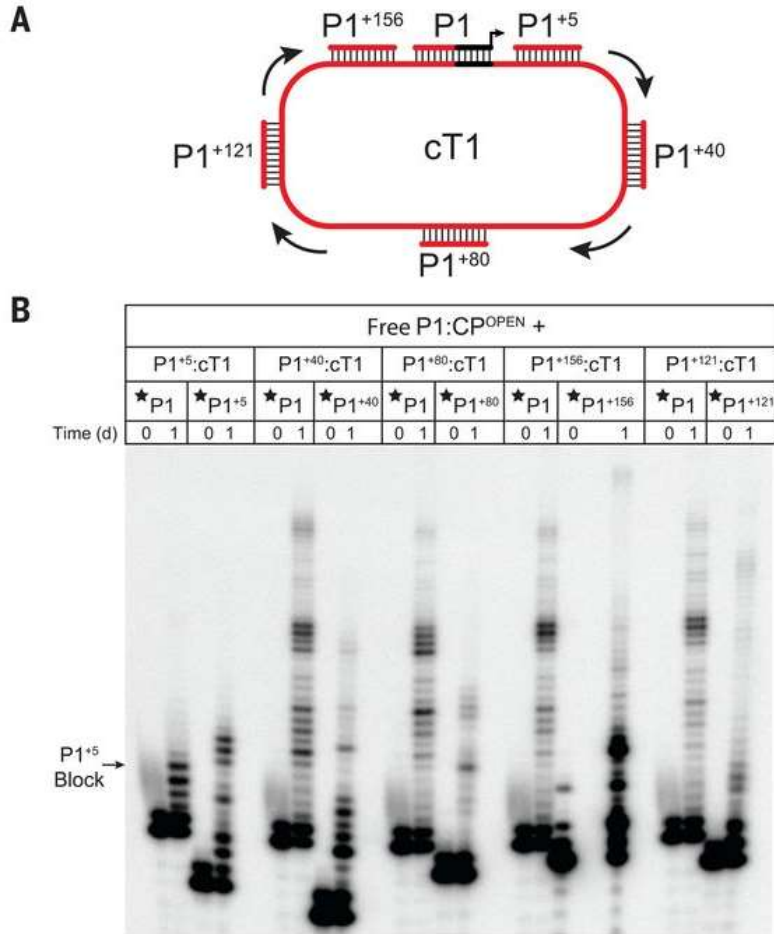 A
P1+156 P1 P1+5
P1+121 cT1 P1+40
P1+80
B
Free P1:CPOPEN +
P1+5:cT1 P1+40:cT1 P1+80:cT1 P1+156:cT1 P1+121:cT1
★P1 ★P1+5 ★P1 ★P1+40 ★P1 ★P1+80 ★P1 ★P1+156 ★P1 ★P1+121
Time (d) 0 1 0 1 0 1 0 1 0 1 0 1 0 1 0 1 0 1 0 1
P1+5
Block